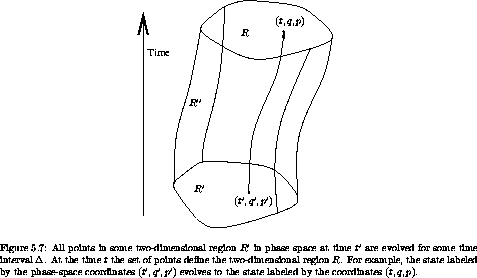 R
(t, q, p)
Time
R''
R'
(t', q', p')
Figure 5.7: All points in some two-dimensional region R' in phase space at time t' are evolved for some time
interval Δ. At the time t the set of points define the two-dimensional region R. For example, the state labeled
by the phase-space coordinates (t', q', p') evolves to the state labeled by the coordinates (t, q, p).